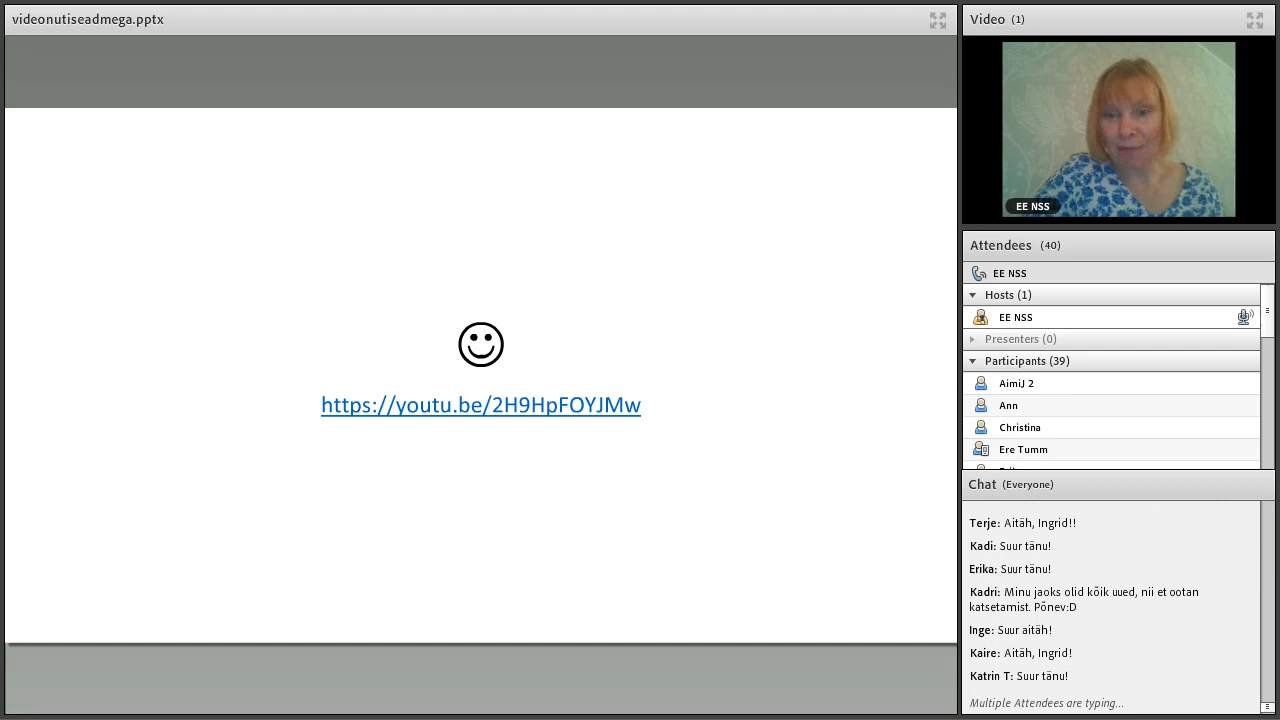 videonutiseadmega.pptx
https://youtu.be/2H9HpFOYJMw
Video (1)
EE NSS
Attendees (40)
EE NSS
Hosts (1)
EE NSS
Presenters (0)
Participants (39)
AimiJ 2
Ann
Christina
Ere Tumm
Chat (Everyone)
Terje: Aitäh, Ingrid!!
Kadi: Suur tänu!
Erika: Suur tänu!
Kadri: Minu jaoks olid kõik uued, nii et ootan
katsetamist. Põnev:D
Inge: Suur aitäh!
Kaire: Aitäh, Ingrid!
Katrin T: Suur tänu!
Multiple Attendees are typing...